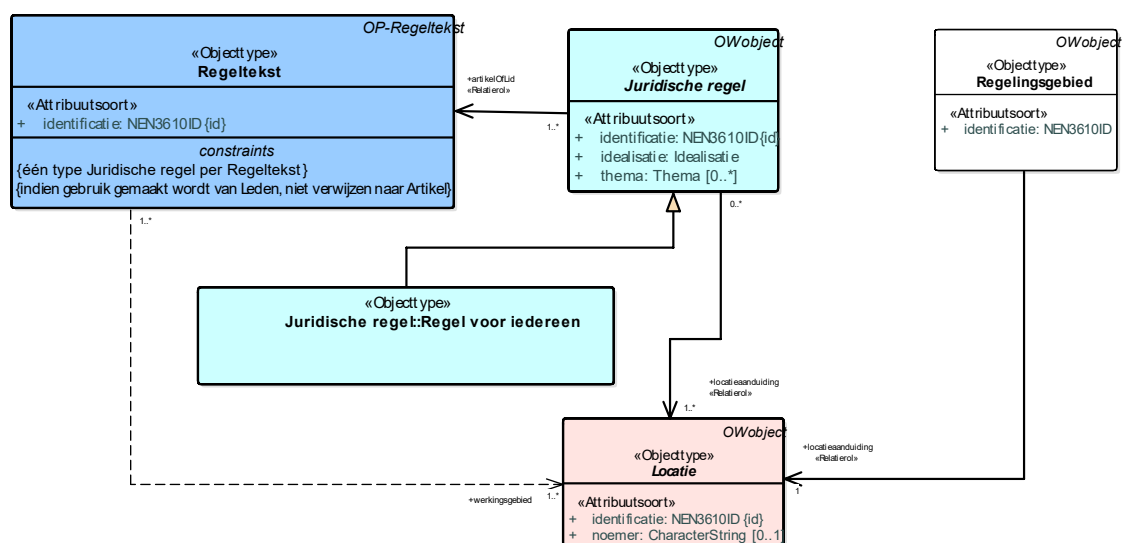 OP-Regeltekst
«Objecttype»
Regeltekst
«Attribuutsoort»
+ identificatie: NEN3610ID {id}
constraints
{één type Juridische regel per Regeltekst}
{indien gebruik gemaakt wordt van Leden, niet verwijzen naar Artikel}
1..*
+artikelOfLid
«Relatierol»
1..*
OWobject
«Objecttype»
Juridische regel
«Attribuutsoort»
+ identificatie: NEN3610ID{id}
+ idealisatie: Idealisatie
+ thema: Thema [0..*]
0..*
OWobject
«Objecttype»
Regelingsgebied
«Attribuutsoort»
+ identificatie: NEN3610ID
«Objecttype»
Juridische regel::Regel voor iedereen
+locatieaanduiding
«Relatierol»
1..*
+locatieaanduiding
«Relatierol»
1
+werkingsgebied
1..*
OWobject
«Objecttype»
Locatie
«Attribuutsoort»
+ identificatie: NEN3610ID {id}
+ noemer: CharacterString [0..1]